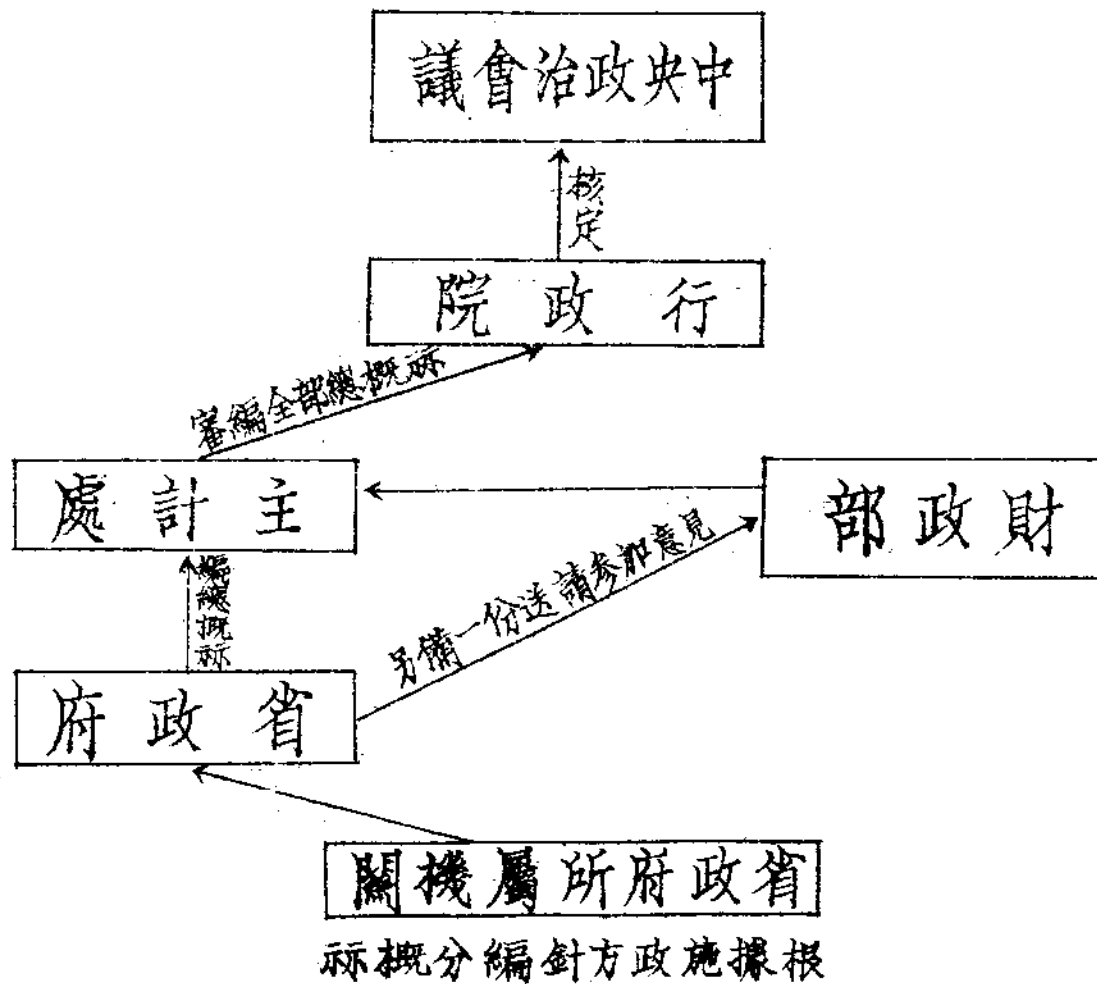 中央政治會議
核定
行政院
審編全部總概祘
主計處
財政部
編總概祘
另備一份送請參加意見
省政府
省政府所屬機關
根據施政方針編分概祘